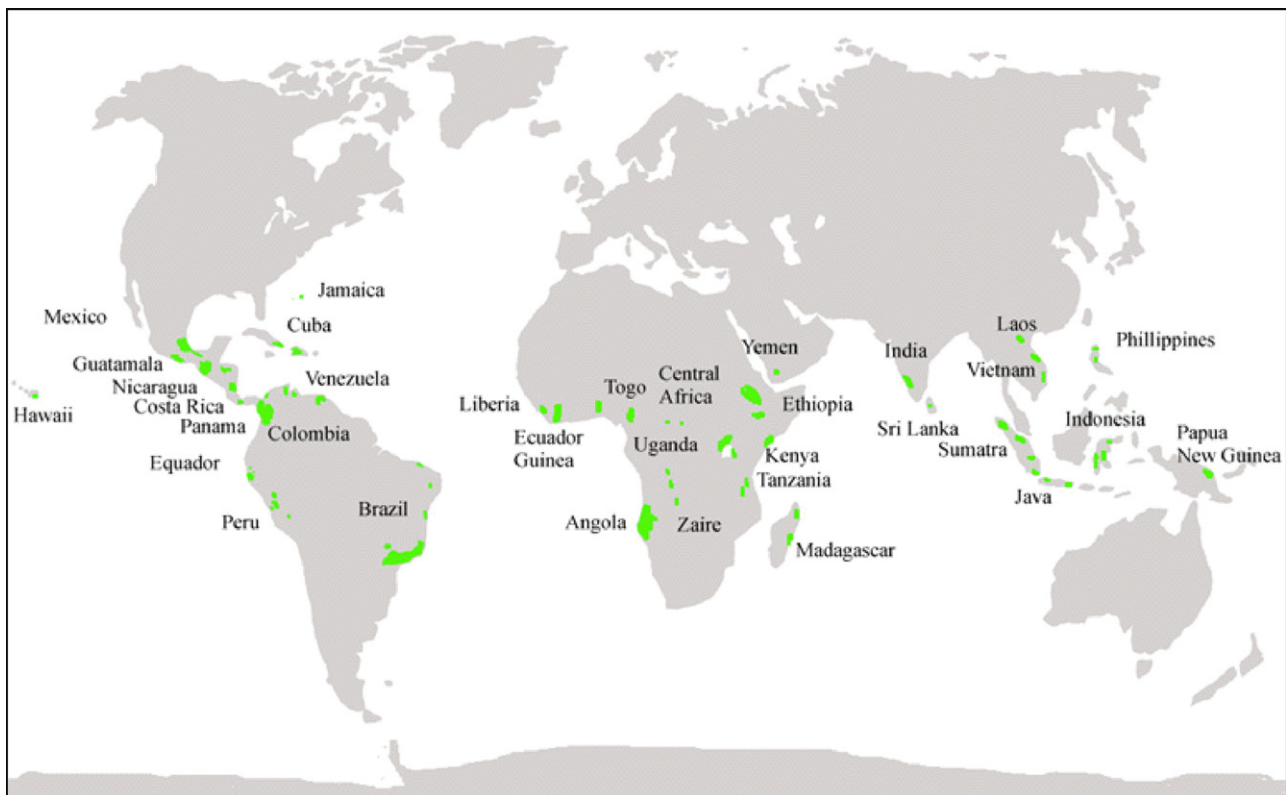 Jamaica
Mexico
Cuba
Guatamala
Nicaragua
Venezuela
Hawaii
Costa Rica
Panama
Colombia
Equador
Peru
Brazil
Yemen
Togo
Central
Africa
Liberia
Ethiopia
Ecuador
Guinea
Uganda
Kenya
Tanzania
Angola
Zaire
Madagascar
Laos
Phillippines
India
Vietnam
Sri Lanka
Indonesia
Sumatra
Papua
New Guinea
Java